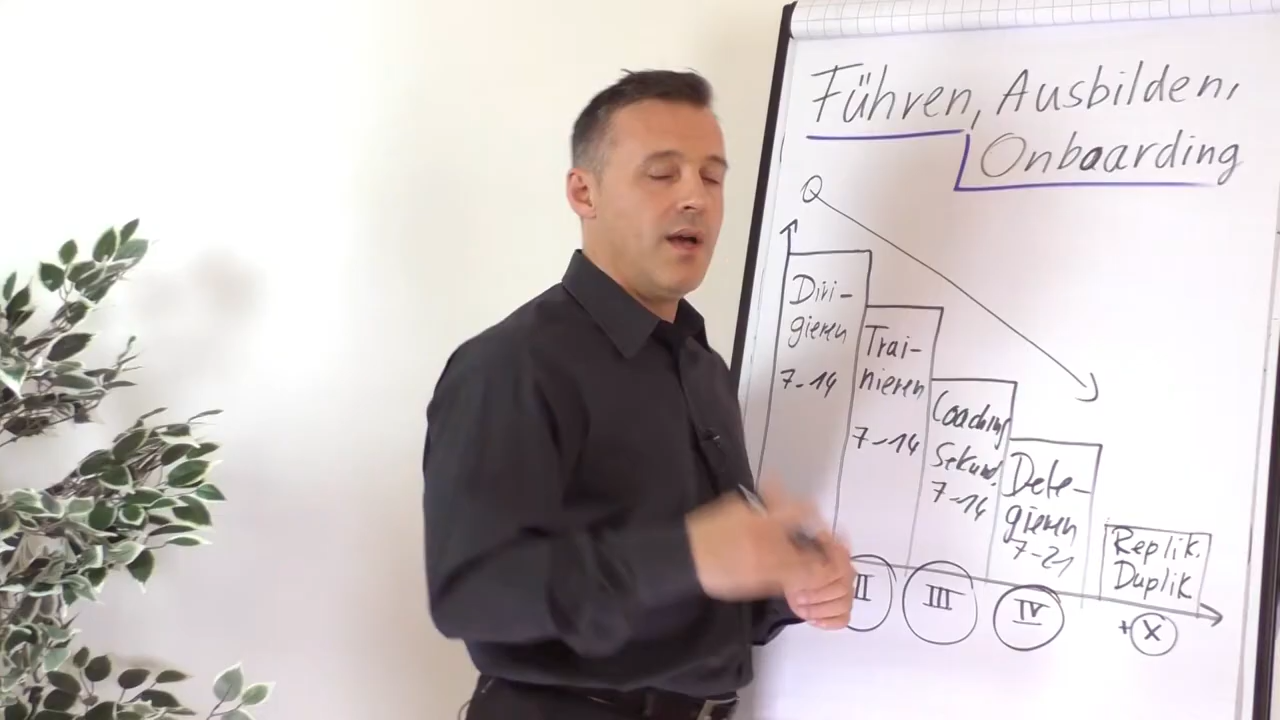 Führen, Ausbilden,
Onboarding
Diri-
gieren
7-14
Trai-
nieren
7-14
Coaching
Sekund.
7-14
Dele-
gieren
7-21
Replik.
Duplik
II
III
IV
+ X